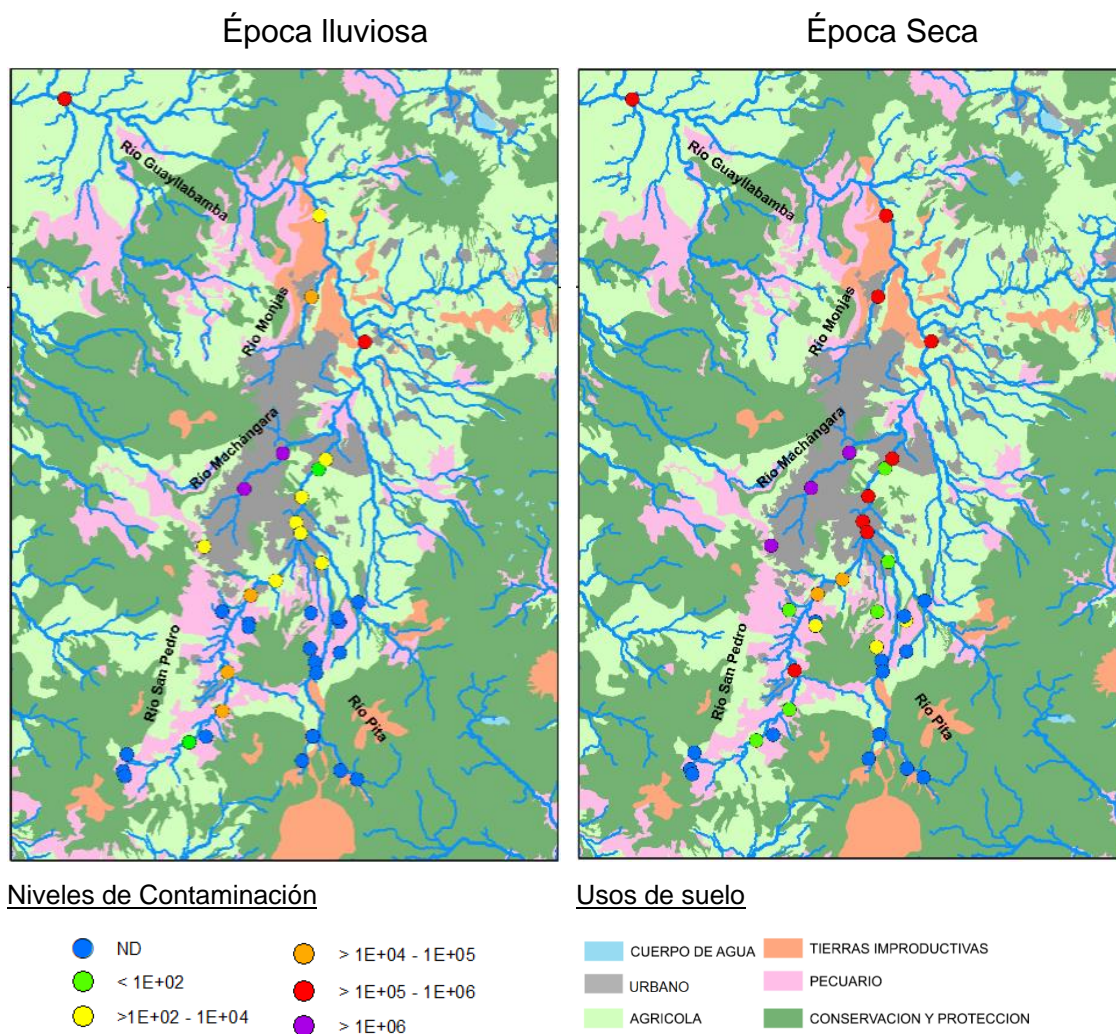 Época lluviosa
Época Seca
Río Guayllabamba
Río Monjas
Río Machángara
Río San Pedro
Río Pita
Río Guayllabamba
Río Monjas
Río Machángara
Río San Pedro
Río Pita
Niveles de Contaminación
Usos de suelo
ND
< 1E+02
>1E+02 - 1E+04
> 1E+04 - 1E+05
> 1E+05 - 1E+06
> 1E+06
CUERPO DE AGUA
URBANO
AGRICOLA
TIERRAS IMPRODUCTIVAS
PECUARIO
CONSERVACION Y PROTECCION